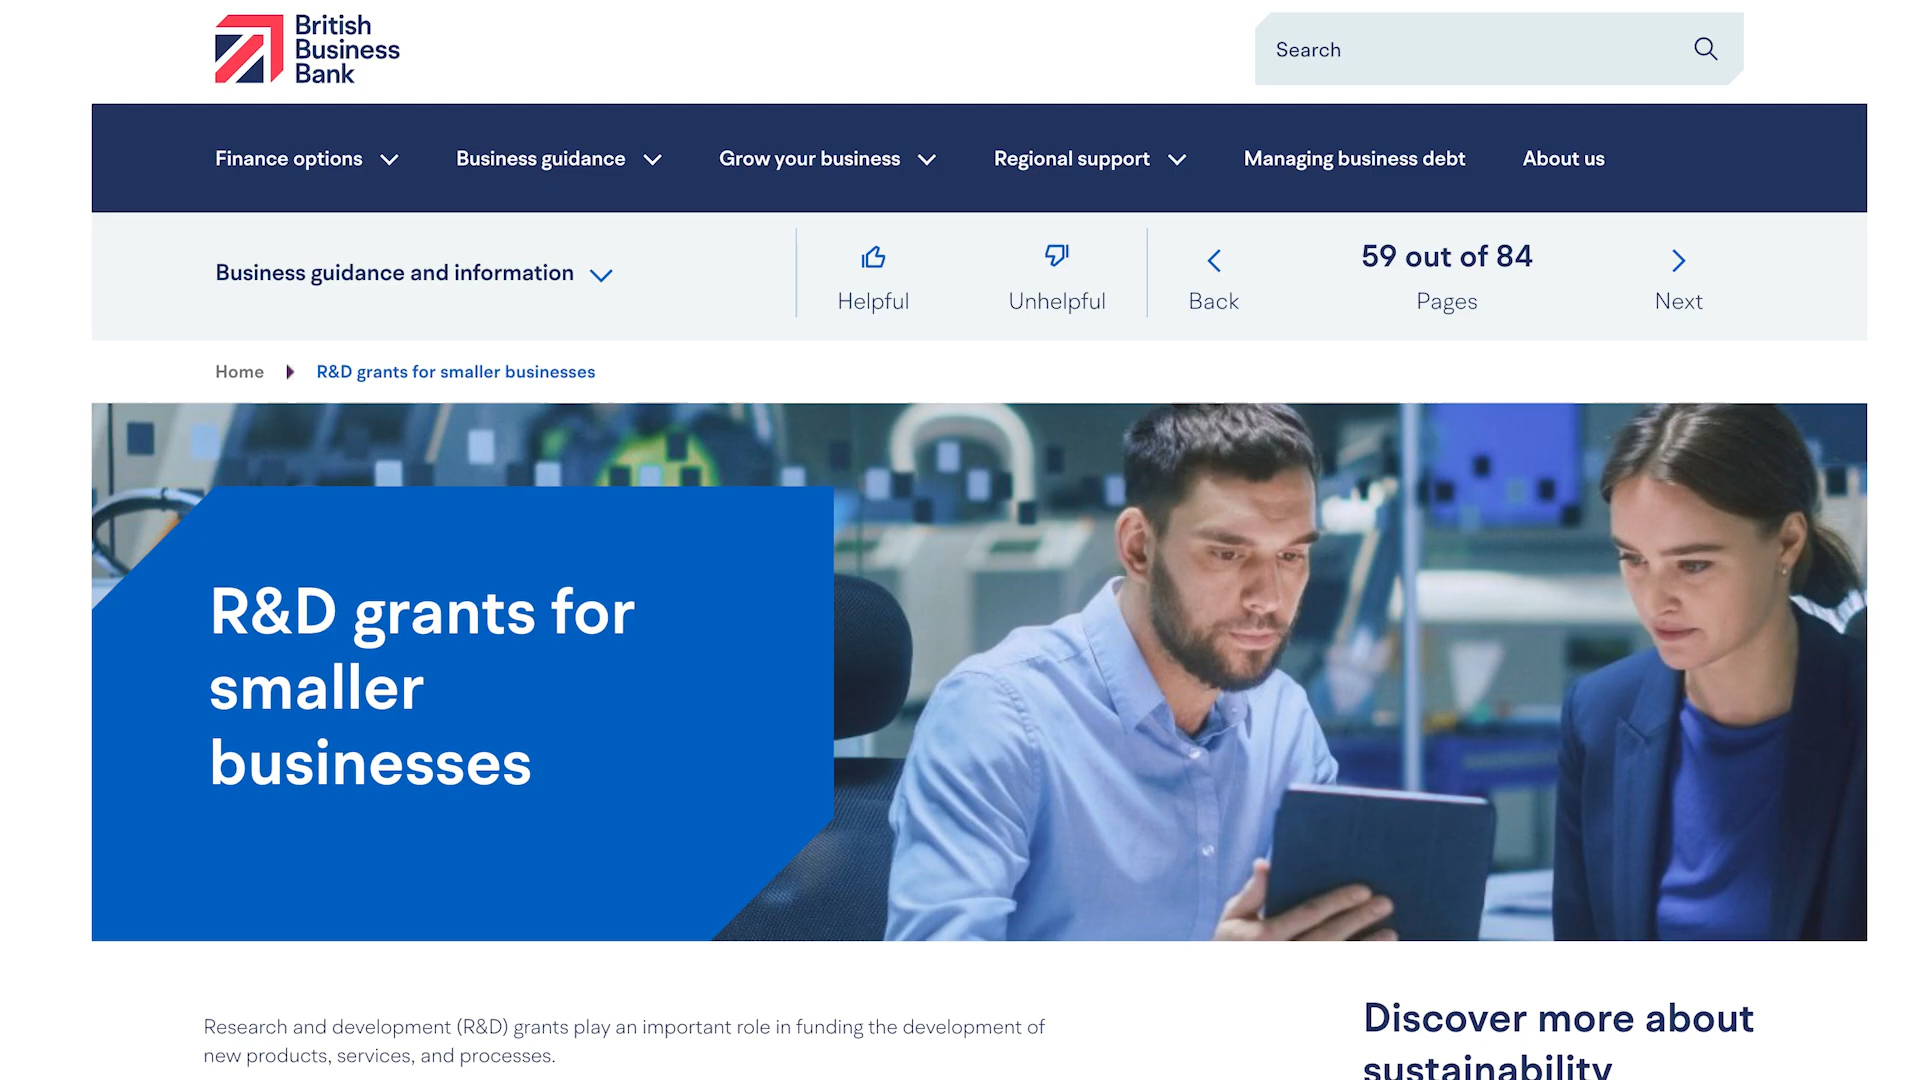 British
Business
Bank
Search
Finance options
Business guidance
Grow your business
Regional support
Managing business debt
About us
Business guidance and information
Helpful
Unhelpful
Back
59 out of 84
Pages
Next
Home
R&D grants for smaller businesses
R&D grants for
smaller
businesses
Research and development (R&D) grants play an important role in funding the development of
new products, services, and processes.
Discover more about
sustainability